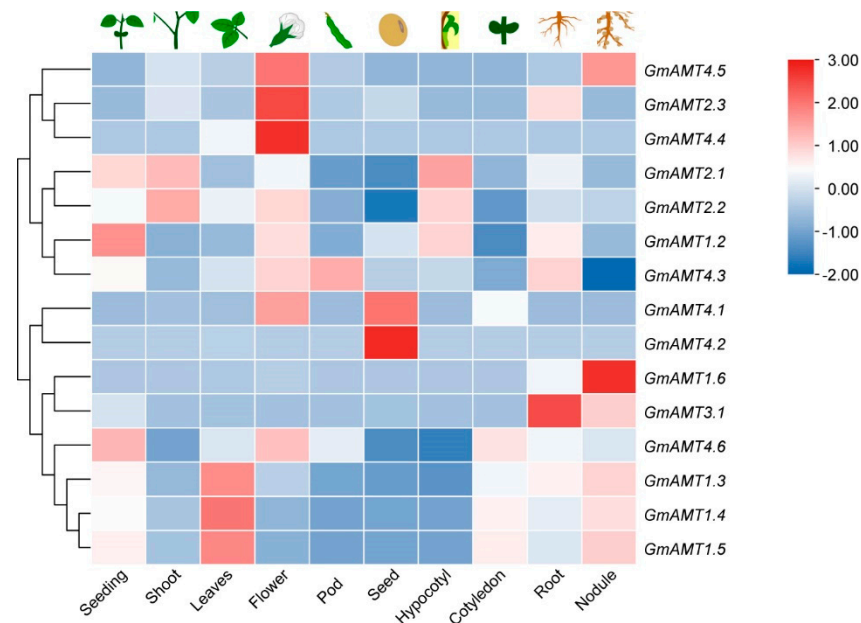 GmAMT4.5
GmAMT2.3
GmAMT4.4
GmAMT2.1
GmAMT2.2
GmAMT1.2
GmAMT4.3
GmAMT4.1
GmAMT4.2
GmAMT1.6
GmAMT3.1
GmAMT4.6
GmAMT1.3
GmAMT1.4
GmAMT1.5
3.00
2.00
1.00
0.00
-1.00
-2.00
Seeding
Shoot
Leaves
Flower
Pod
Seed
Hypocotyl
Cotyledon
Root
Nodule